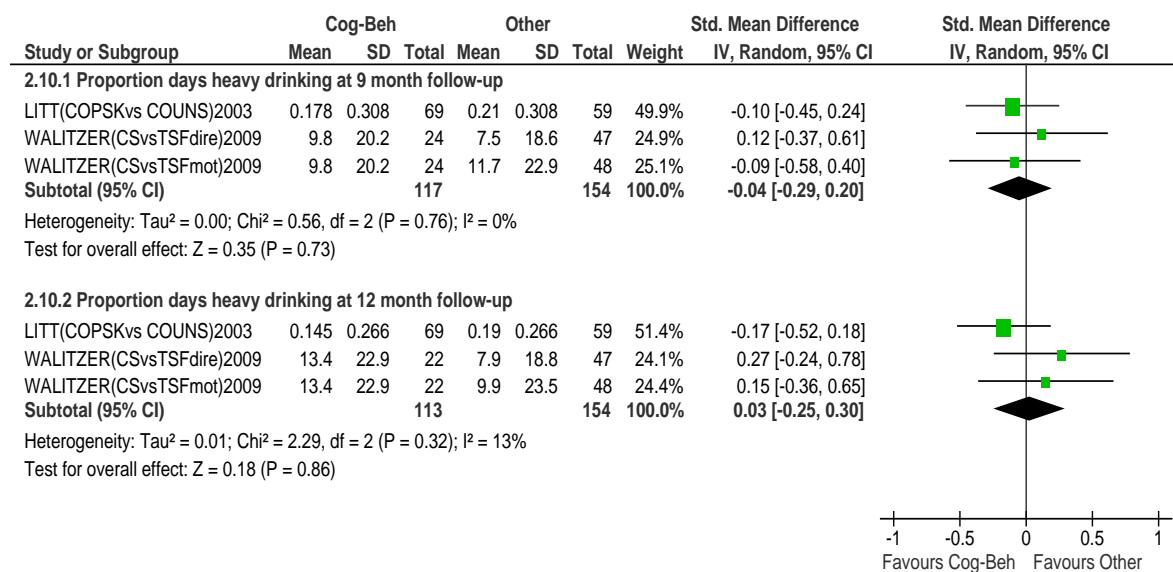 Cog-Beh Other Std. Mean Difference Std. Mean Difference
Study or Subgroup Mean SD Total Mean SD Total Weight IV, Random, 95% CI IV, Random, 95% CI
2.10.1 Proportion days heavy drinking at 9 month follow-up
LITT(COPSKvs COUNS)2003 0.178 0.308 69 0.21 0.308 59 49.9% -0.10 [-0.45, 0.24]
WALITZER(CSvsTSFdire)2009 9.8 20.2 24 7.5 18.6 47 24.9% 0.12 [-0.37, 0.61]
WALITZER(CSvsTSFmot)2009 9.8 20.2 24 11.7 22.9 48 25.1% -0.09 [-0.58, 0.40]
Subtotal (95% CI) 117 154 100.0% -0.04 [-0.29, 0.20]
Heterogeneity: Tau² = 0.00; Chi² = 0.56, df = 2 (P = 0.76); I² = 0%
Test for overall effect: Z = 0.35 (P = 0.73)
2.10.2 Proportion days heavy drinking at 12 month follow-up
LITT(COPSKvs COUNS)2003 0.145 0.266 69 0.19 0.266 59 51.4% -0.17 [-0.52, 0.18]
WALITZER(CSvsTSFdire)2009 13.4 22.9 22 7.9 18.8 47 24.1% 0.27 [-0.24, 0.78]
WALITZER(CSvsTSFmot)2009 13.4 22.9 22 9.9 23.5 48 24.4% 0.15 [-0.36, 0.65]
Subtotal (95% CI) 113 154 100.0% 0.03 [-0.25, 0.30]
Heterogeneity: Tau² = 0.01; Chi² = 2.29, df = 2 (P = 0.32); I² = 13%
Test for overall effect: Z = 0.18 (P = 0.86)
-1 -0.5 0 0.5 1
Favours Cog-Beh Favours Other